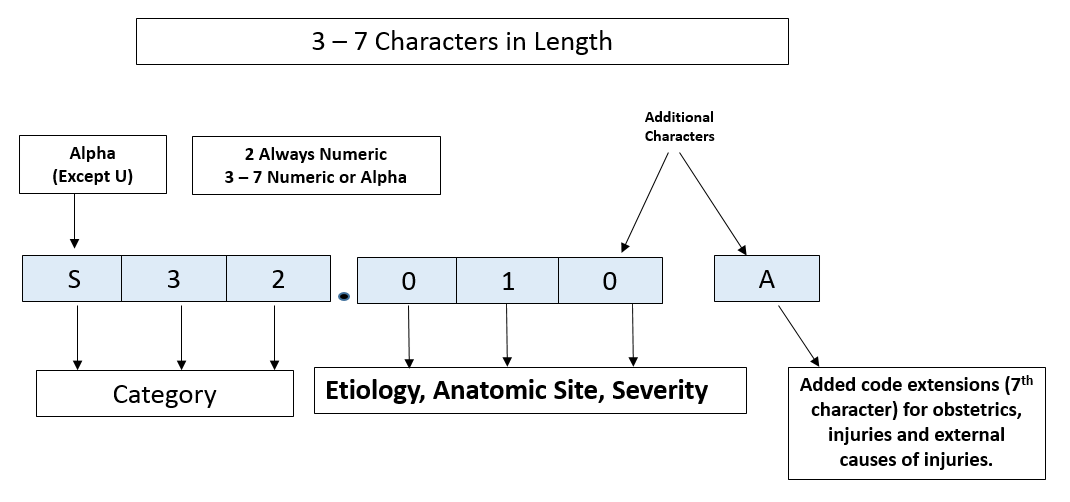 3 – 7 Characters in Length
Additional
Characters
Alpha
(Except U)
2 Always Numeric
3 – 7 Numeric or Alpha
S 3 2 . 0 1 0 A
Category
Etiology, Anatomic Site, Severity
Added code extensions (7th
character) for obstetrics,
injuries and external
causes of injuries.